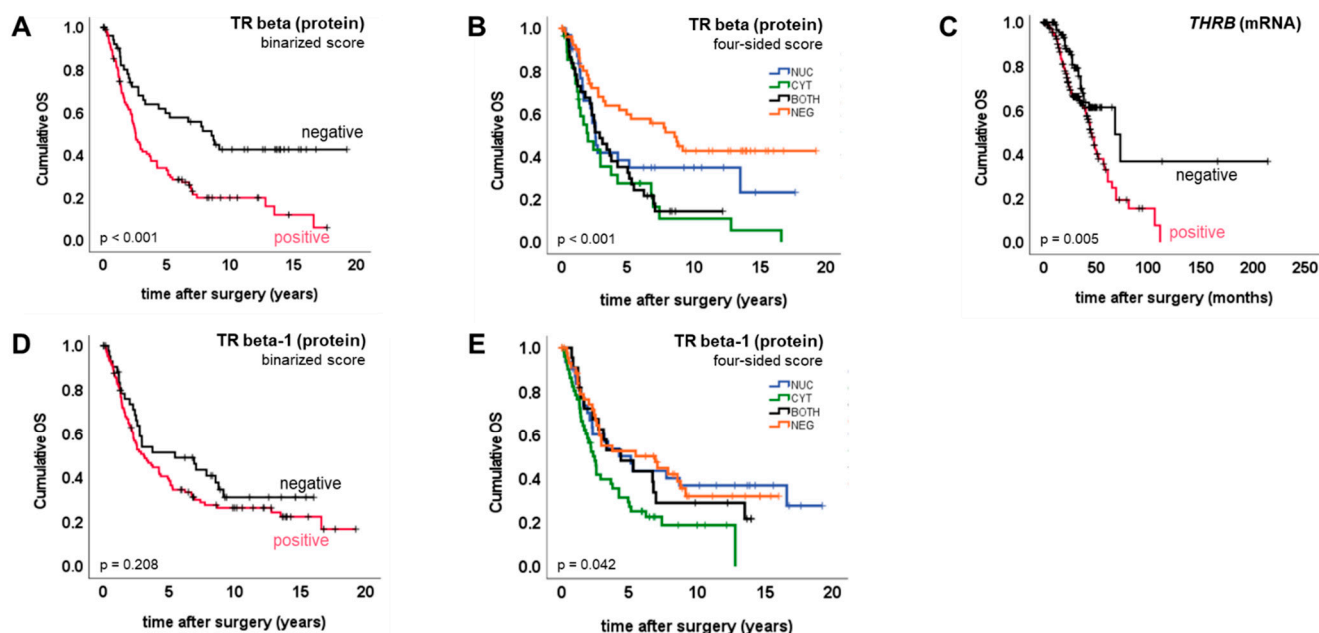 A
TR beta (protein)
binarized score
1.0
0.8
0.6
0.4
0.2
0.0
Cumulative OS
negative
positive
p < 0.001
0 5 10 15 20
time after surgery (years)
B
TR beta (protein)
four-sided score
NUC
CYT
BOTH
NEG
1.0
0.8
0.6
0.4
0.2
0.0
Cumulative OS
p < 0.001
0 5 10 15 20
time after surgery (years)
C
THRB (mRNA)
1.0
0.8
0.6
0.4
0.2
0.0
Cumulative OS
negative
positive
p = 0.005
0 50 100 150 200 250
time after surgery (months)
D
TR beta-1 (protein)
binarized score
1.0
0.8
0.6
0.4
0.2
0.0
Cumulative OS
negative
positive
p = 0.208
0 5 10 15 20
time after surgery (years)
E
TR beta-1 (protein)
four-sided score
NUC
CYT
BOTH
NEG
1.0
0.8
0.6
0.4
0.2
0.0
Cumulative OS
p = 0.042
0 5 10 15 20
time after surgery (years)